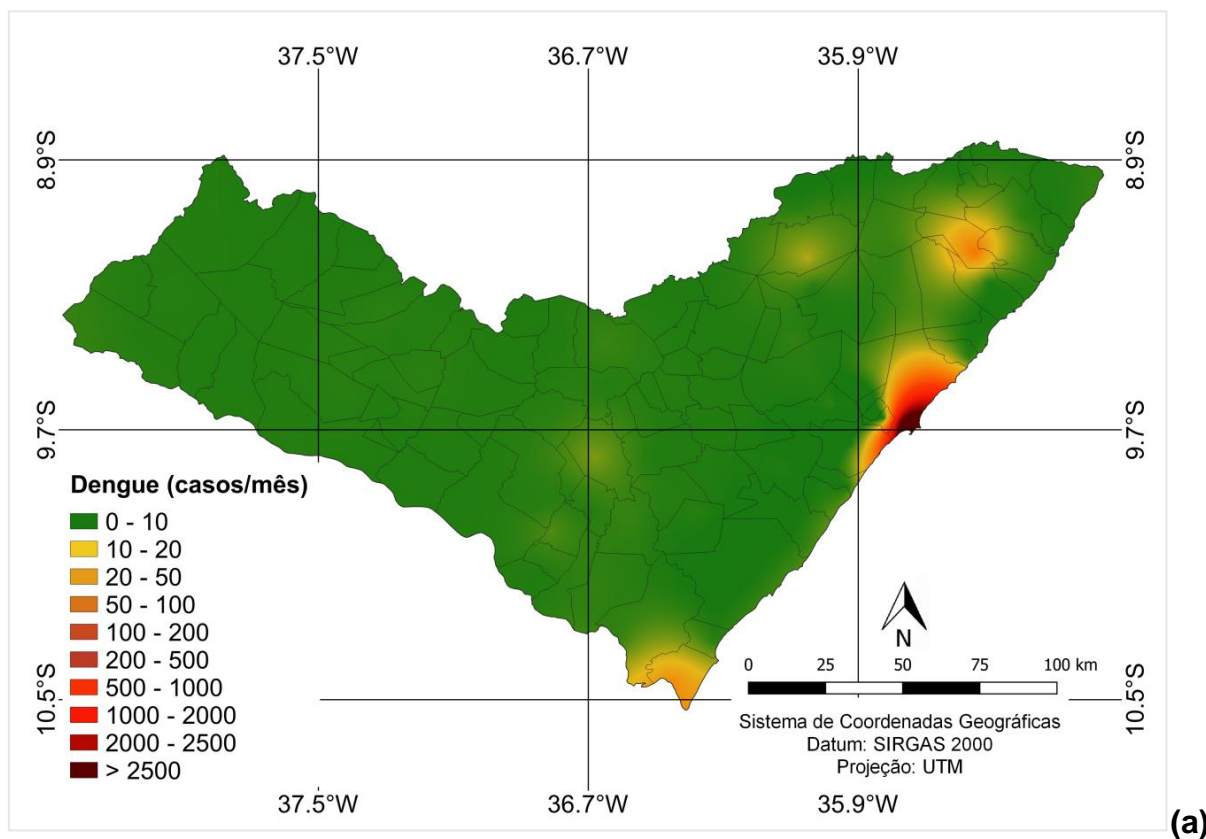 37.5°W 36.7°W 35.9°W
8.9°S 8.9°S
9.7°S 9.7°S
Dengue (casos/mês)
0 - 10
10 - 20
20 - 50
50 - 100
100 - 200
200 - 500
500 - 1000
1000 - 2000
2000 - 2500
> 2500
N
0 25 50 75 100 km
10.5°S 10.5°S
Sistema de Coordenadas Geográficas
Datum: SIRGAS 2000
Projeção: UTM
37.5°W 36.7°W 35.9°W
(a)